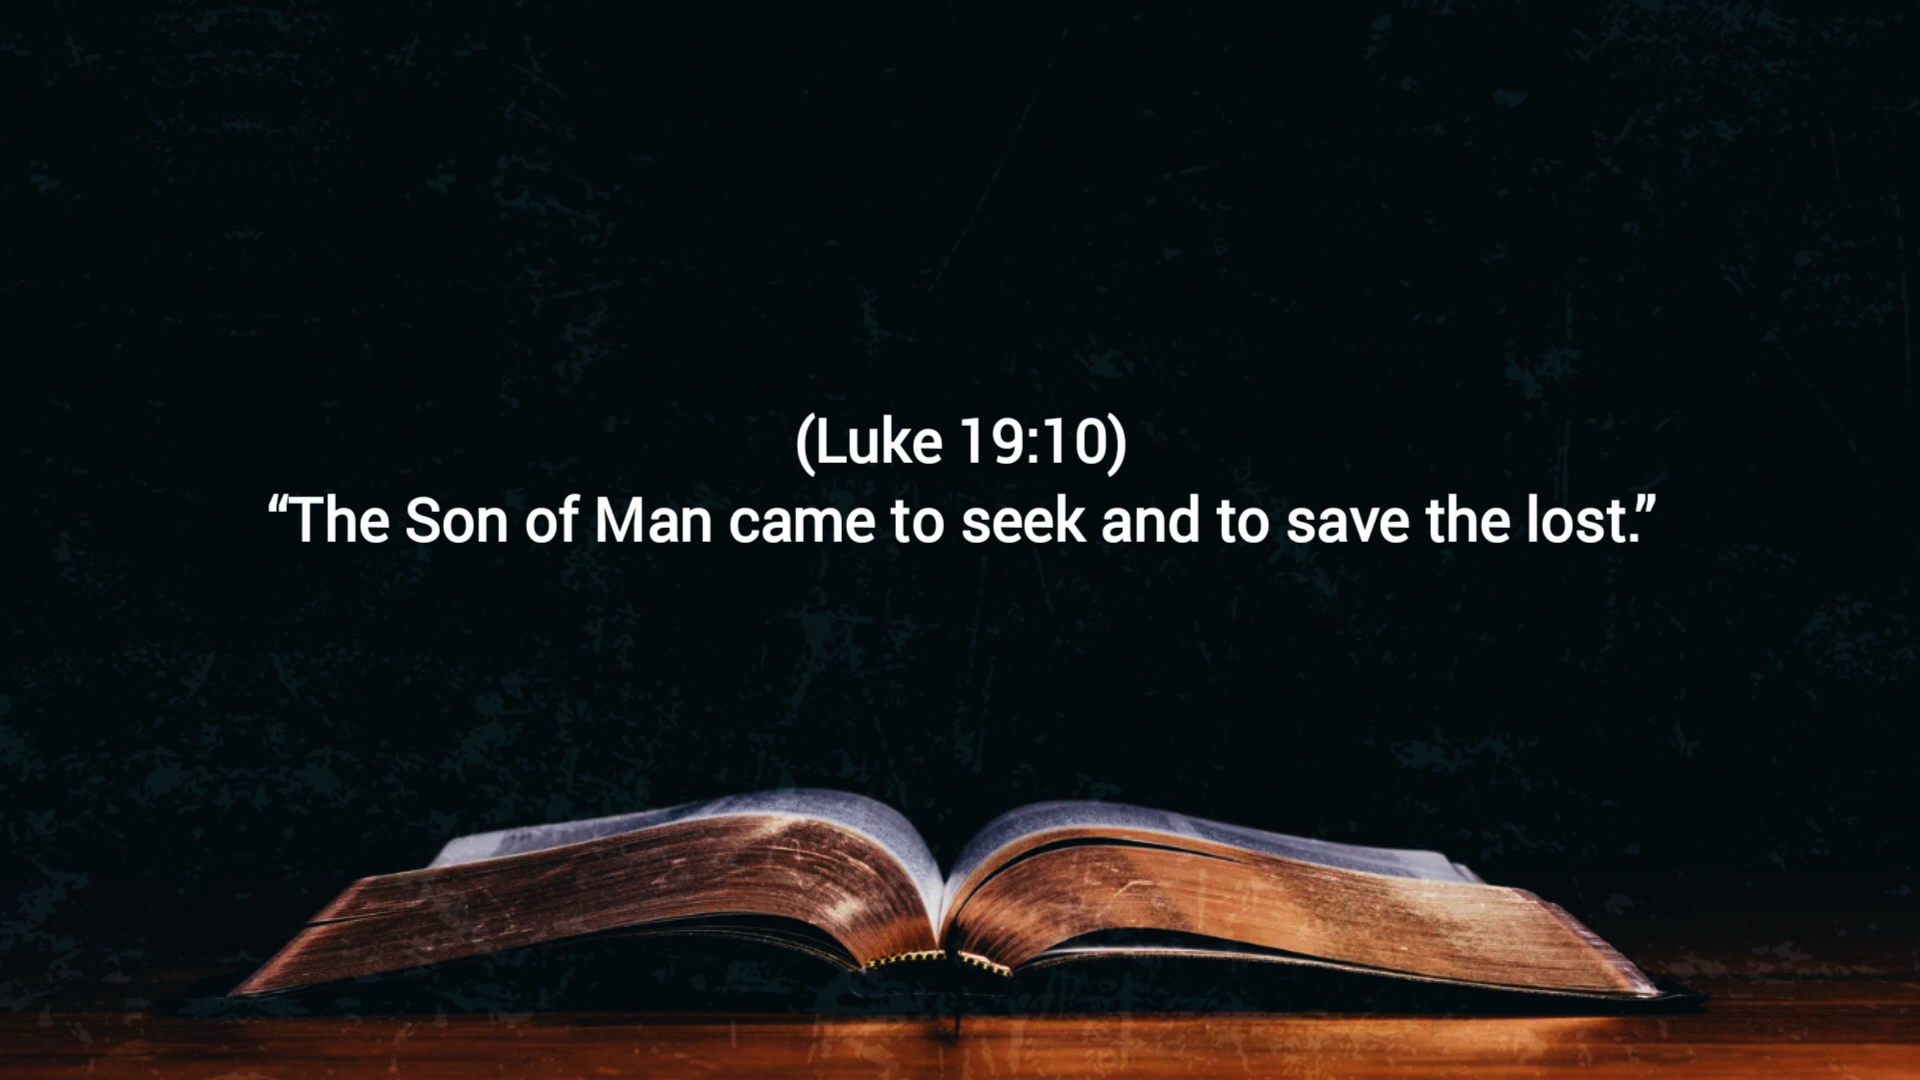 (Luke 19:10)
“The Son of Man came to seek and to save the lost.”